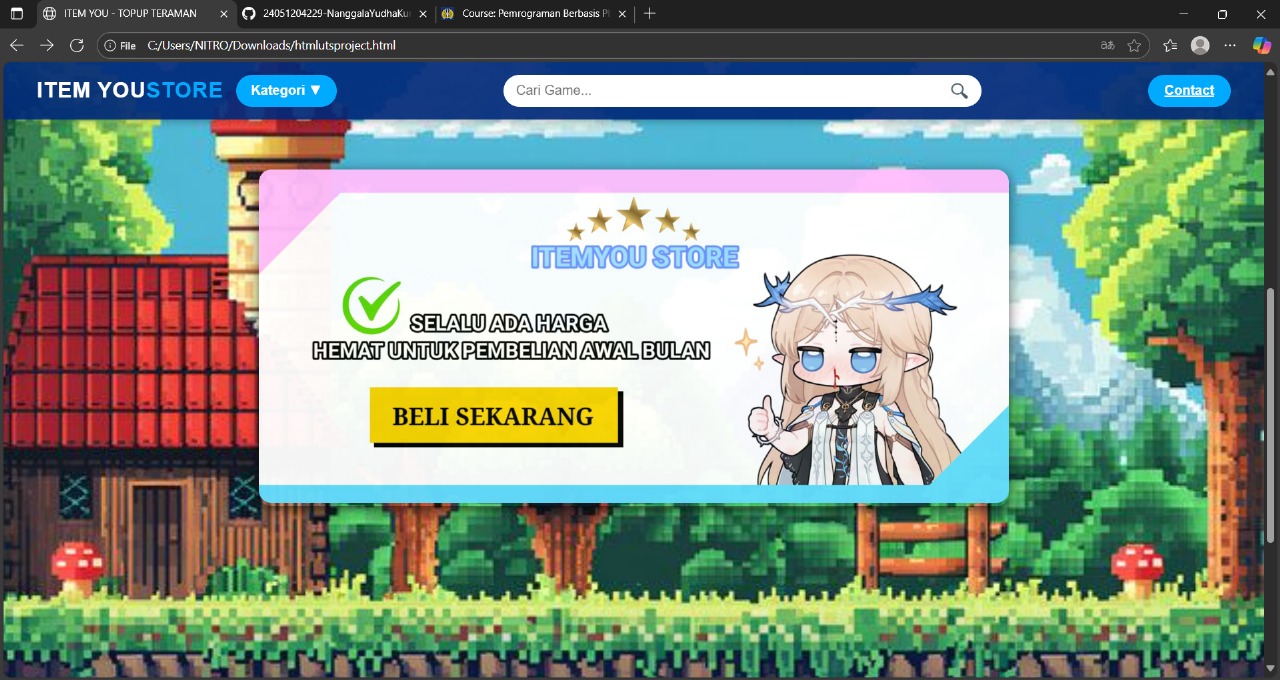 ITEM YOU - TOPUP TERAMAN
24051204229-NanggalaYudhaKu
Course: Pemrograman Berbasis Pl
File C:/Users/NITRO/Downloads/htmlutsproject.html
ITEM YOUSTORE
Kategori ▼
Cari Game...
Contact
ITEMYOU STORE
SELALU ADA HARGA
HEMAT UNTUK PEMBELIAN AWAL BULAN
BELI SEKARANG